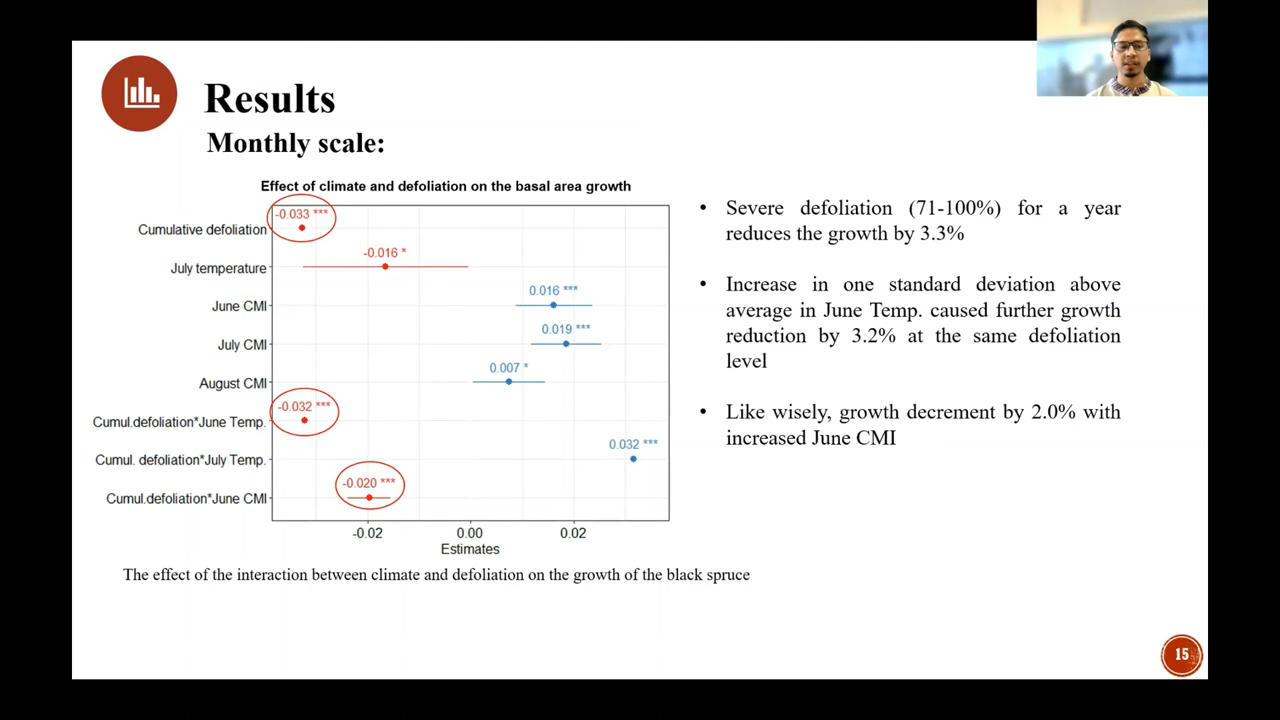 Results
Monthly scale:
Effect of climate and defoliation on the basal area growth
Cumulative defoliation
-0.033 ***
July temperature
-0.016 *
June CMI
0.016 ***
July CMI
0.019 ***
August CMI
0.007 *
Cumul.defoliation*June Temp.
-0.032 ***
Cumul. defoliation*July Temp.
0.032 ***
Cumul.defoliation*June CMI
-0.020 ***
-0.02 0.00 0.02
Estimates
The effect of the interaction between climate and defoliation on the growth of the black spruce
• Severe defoliation (71-100%) for a year
reduces the growth by 3.3%
• Increase in one standard deviation above
average in June Temp. caused further growth
reduction by 3.2% at the same defoliation
level
• Like wisely, growth decrement by 2.0% with
increased June CMI
15